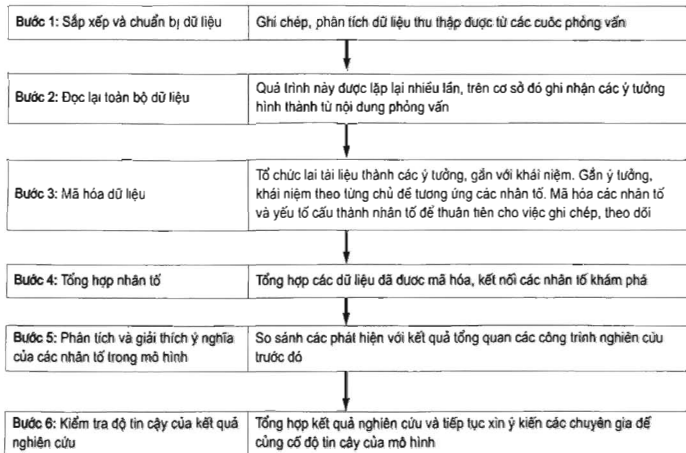 Bước 1: Sắp xếp và chuẩn bị dữ liệu
Ghi chép, phân tích dữ liệu thu thập được từ các cuôc phỏng vấn
Bước 2: Đọc lại toàn bộ dữ liệu
Quá trình này được lặp lại nhiều lần, trên cơ sở đó ghi nhận các ý tưởng
hình thành từ nội dung phỏng vấn
Bước 3: Mã hóa dữ liệu
Tổ chức lai tài liệu thành các ý tưởng, gắn với khái niệm. Gắn ý tưởng,
khái niệm theo từng chủ đề tương ứng các nhân tố. Mã hóa các nhân tố
và yếu tố cấu thành nhân tố để thuân tiên cho việc ghi chép, theo dõi
Bước 4: Tổng hợp nhân tố
Tổng hợp các dữ liệu đã đươc mã hóa, kết nối các nhân tố khám phá
Bước 5: Phân tích và giải thích ý nghĩa
của các nhân tố trong mô hình
So sánh các phát hiện với kết quả tổng quan các công trình nghiên cứu
trước đó
Bước 6: Kiểm tra độ tin cậy của kết quả
nghiên cứu
Tổng hợp kết quả nghiên cứu và tiếp tục xin ý kiến các chuyên gia để
củng cố độ tin cây của mô hình